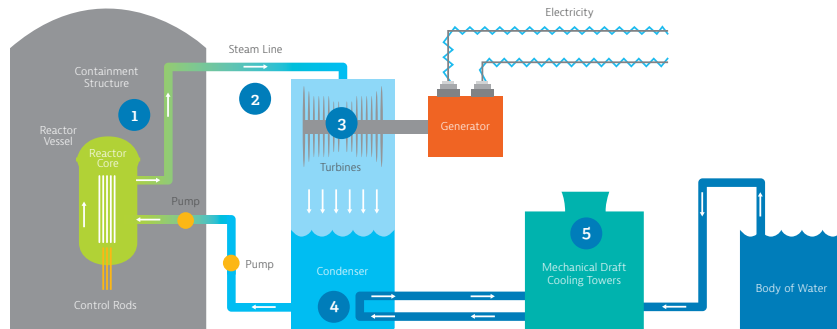 Electricity
Steam Line
Containment
Structure
1
2
3
Generator
Reactor
Vessel
Reactor
Core
Turbines
Pump
5
Pump
Condenser
Mechanical Draft
Cooling Towers
Body of Water
Control Rods
4